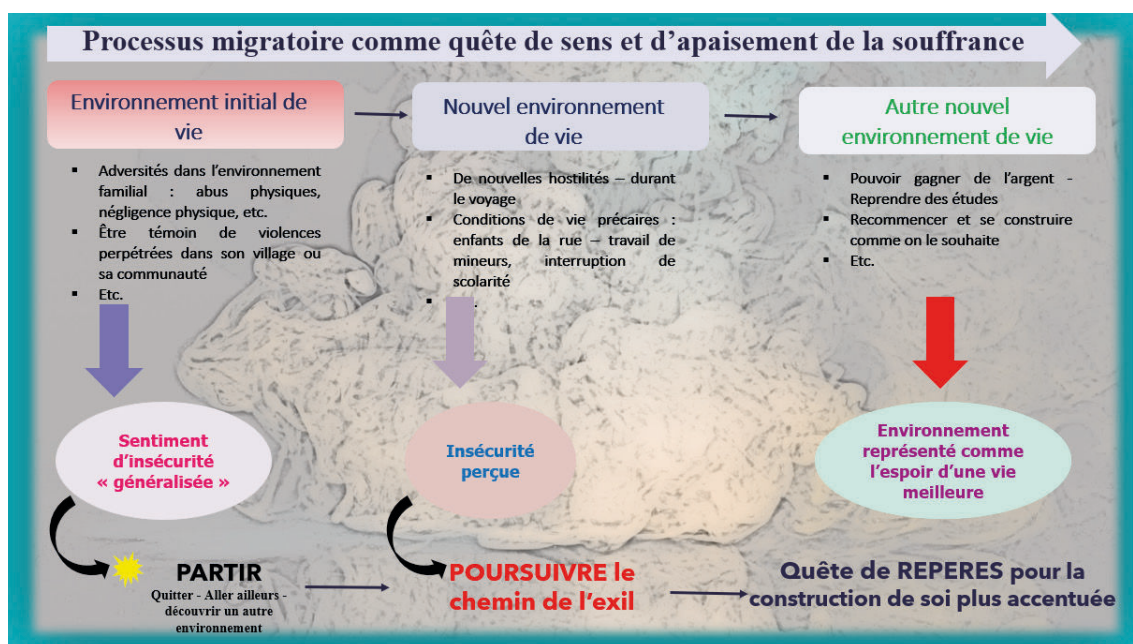 Processus migratoire comme quête de sens et d'apaisement de la souffrance
Environnement initial de
vie
▪ Adversités dans l'environnement
familial : abus physiques,
négligence physique, etc.
▪ Être témoin de violences
perpétrées dans son village ou
sa communauté
▪ Etc.
Sentiment
d'insécurité
« généralisée »
PARTIR
Quitter - Aller ailleurs -
découvrir un autre
environnement
Nouvel environnement
de vie
▪ De nouvelles hostilités – durant
le voyage
▪ Conditions de vie précaires :
enfants de la rue – travail de
mineurs, interruption de
scolarité
Insécurité
perçue
POURSUIVRE le
chemin de l'exil
Autre nouvel
environnement de vie
▪ Pouvoir gagner de l'argent -
Reprendre des études
▪ Recommencer et se construire
comme on le souhaite
▪ Etc.
Environnement
représenté comme
l'espoir d'une vie
meilleure
Quête de REPERES pour la
construction de soi plus accentuée